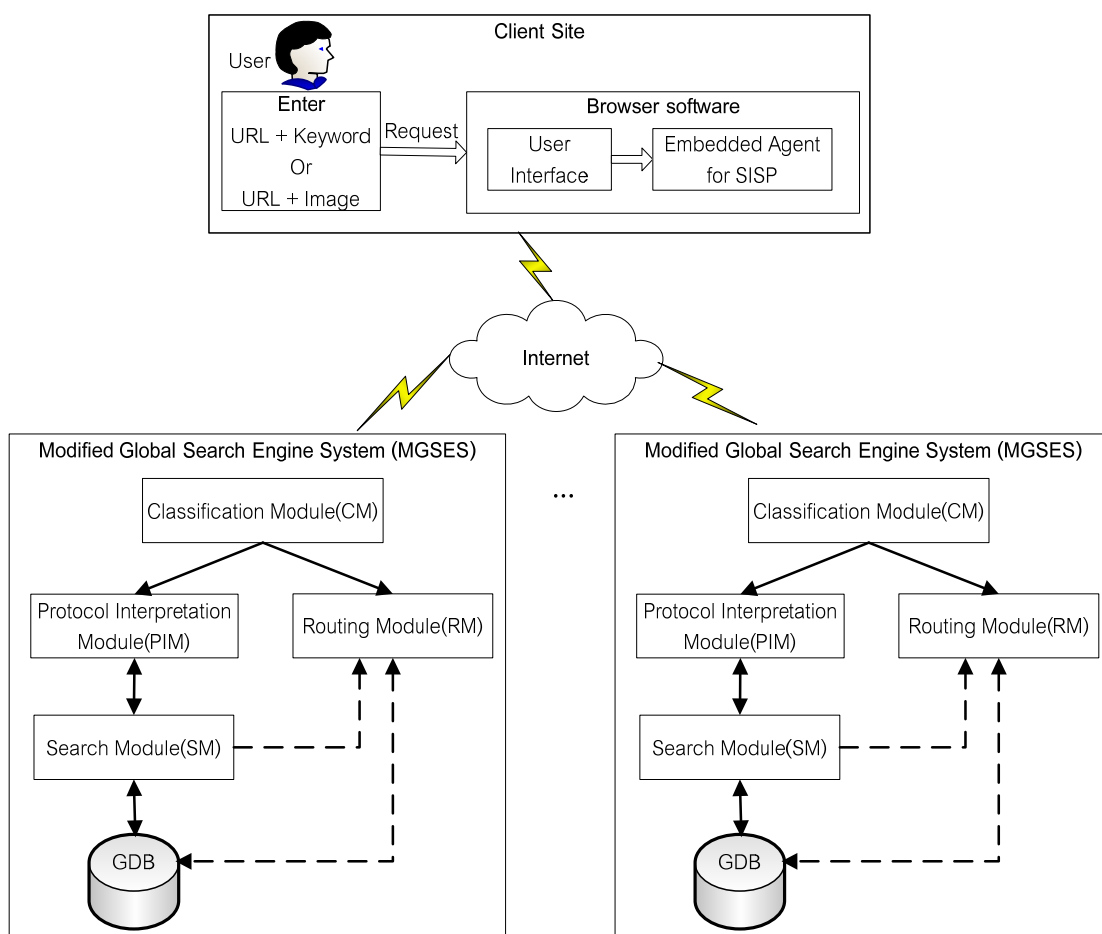 Client Site
User
Enter
URL + Keyword
Or
URL + Image
Request
Browser software
User
Interface
Embedded Agent
for SISP
Internet
Modified Global Search Engine System (MGSES)
Classification Module(CM)
Protocol Interpretation
Module(PIM)
Routing Module(RM)
Search Module(SM)
GDB
...
Modified Global Search Engine System (MGSES)
Classification Module(CM)
Protocol Interpretation
Module(PIM)
Routing Module(RM)
Search Module(SM)
GDB